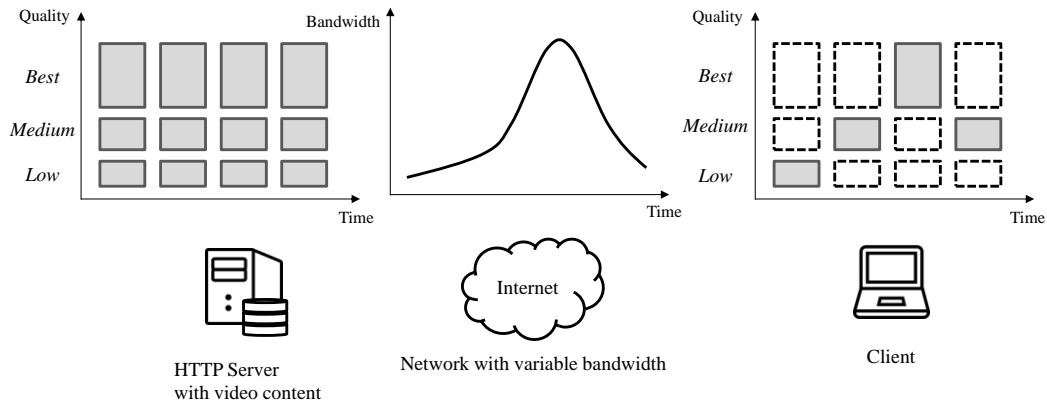 Quality
Best
Medium
Low
Time
Bandwidth
Time
Quality
Best
Medium
Low
Time
HTTP Server
with video content
Internet
Network with variable bandwidth
Client